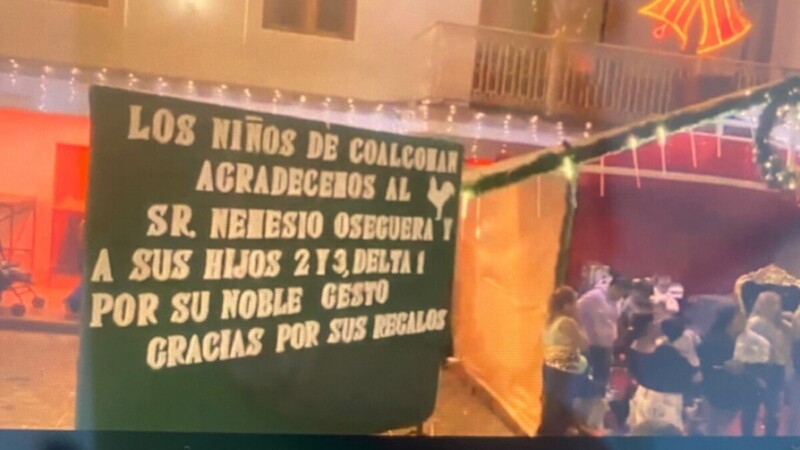 LOS NIÑOS DE COALCOMAN
AGRADECEMOS AL
SR. NEMESIO OSEGUERA Y
A SUS HIJOS 2 Y 3, DELTA 1
POR SU NOBLE GESTO
GRACIAS POR SUS REGALOS